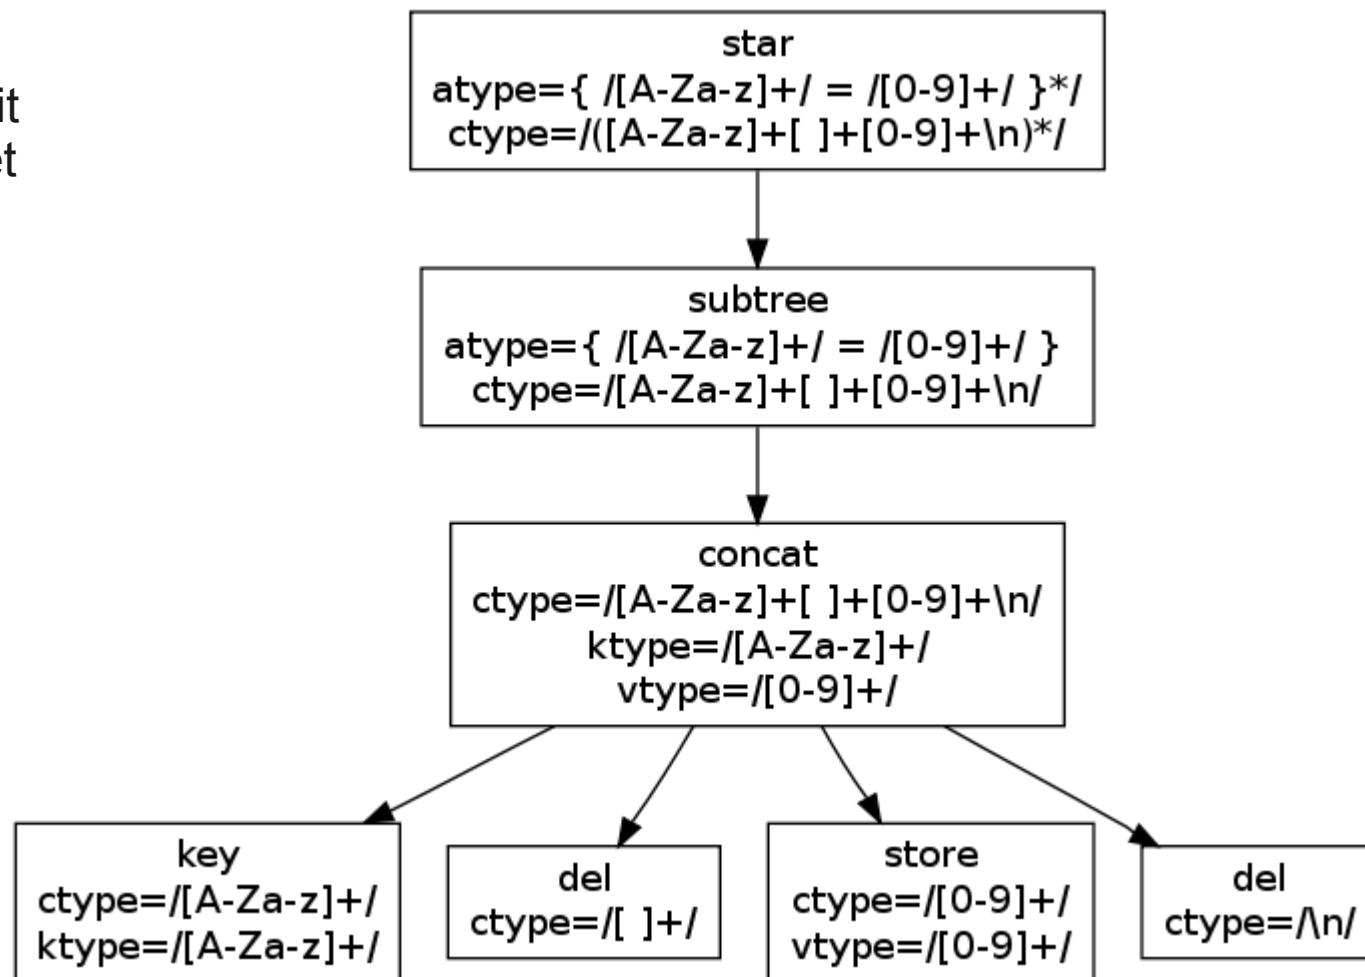 it
et
star
atype={ /[A-Za-z]+/ = /[0-9]+/ }*/
ctype=/([A-Za-z]+[ ]+[0-9]+\n)*/
subtree
atype={ /[A-Za-z]+/ = /[0-9]+/ }
ctype=/[A-Za-z]+[ ]+[0-9]+\n/
concat
ctype=/[A-Za-z]+[ ]+[0-9]+\n/
ktype=/[A-Za-z]+/
vtype=/[0-9]+/
key
ctype=/[A-Za-z]+/
ktype=/[A-Za-z]+/
del
ctype=/[ ]+/
store
ctype=/[0-9]+/
vtype=/[0-9]+/
del
ctype=/\n/